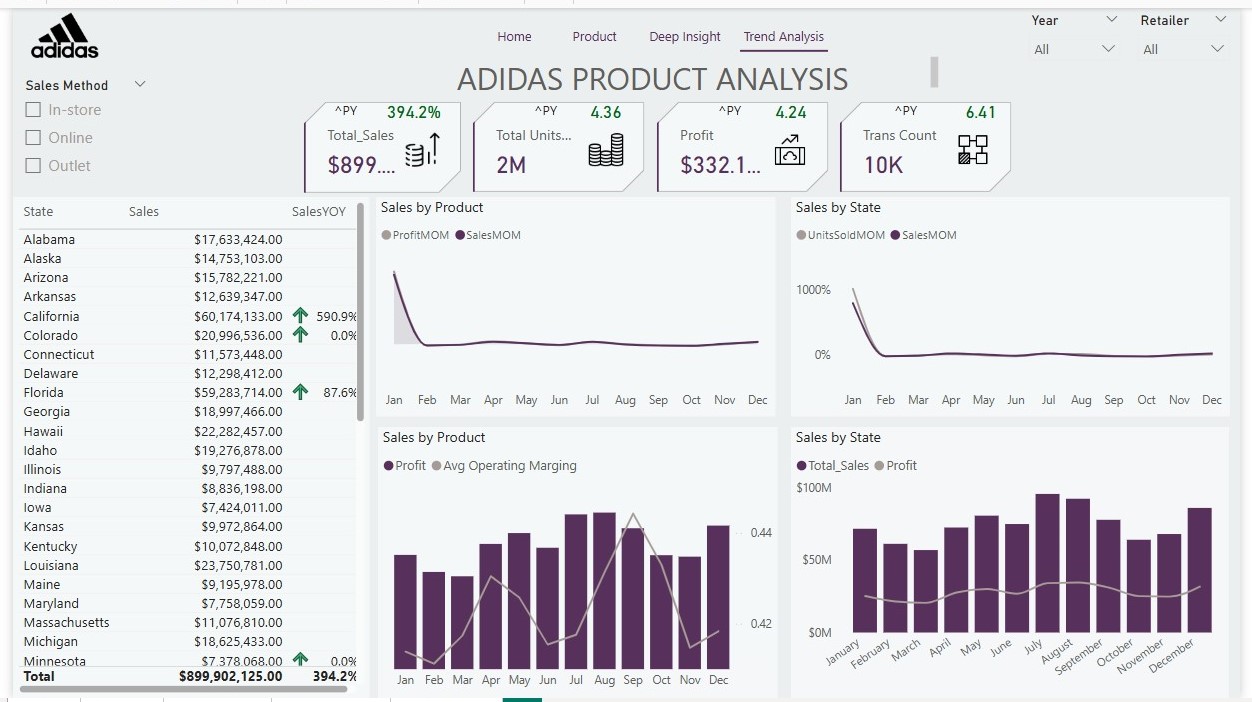 adidas
Home Product Deep Insight Trend Analysis
Year Retailer
All All
Sales Method
In-store
Online
Outlet
ADIDAS PRODUCT ANALYSIS
^PY 394.2%
Total_Sales
$899....
^PY 4.36
Total Units...
2M
^PY 4.24
Profit
$332.1...
^PY 6.41
Trans Count
10K
State Sales SalesYOY
Alabama $17,633,424.00
Alaska $14,753,103.00
Arizona $15,782,221.00
Arkansas $12,639,347.00
California $60,174,133.00 590.9%
Colorado $20,996,536.00 0.0%
Connecticut $11,573,448.00
Delaware $12,298,412.00
Florida $59,283,714.00 87.6%
Georgia $18,997,466.00
Hawaii $22,282,457.00
Idaho $19,276,878.00
Illinois $9,797,488.00
Indiana $8,836,198.00
Iowa $7,424,011.00
Kansas $9,972,864.00
Kentucky $10,072,848.00
Louisiana $23,750,781.00
Maine $9,195,978.00
Maryland $7,758,059.00
Massachusetts $11,076,810.00
Michigan $18,625,433.00
Minnesota $7,378,068.00 0.0%
Total $899,902,125.00 394.2%
Sales by Product
ProfitMOM SalesMOM
Jan Feb Mar Apr May Jun Jul Aug Sep Oct Nov Dec
Sales by State
UnitsSoldMOM SalesMOM
1000%
0%
Jan Feb Mar Apr May Jun Jul Aug Sep Oct Nov Dec
Sales by Product
Profit Avg Operating Marging
0.44
0.42
Jan Feb Mar Apr May Jun Jul Aug Sep Oct Nov Dec
Sales by State
Total_Sales Profit
$100M
$50M
$0M
January February March April May June July August September October November December